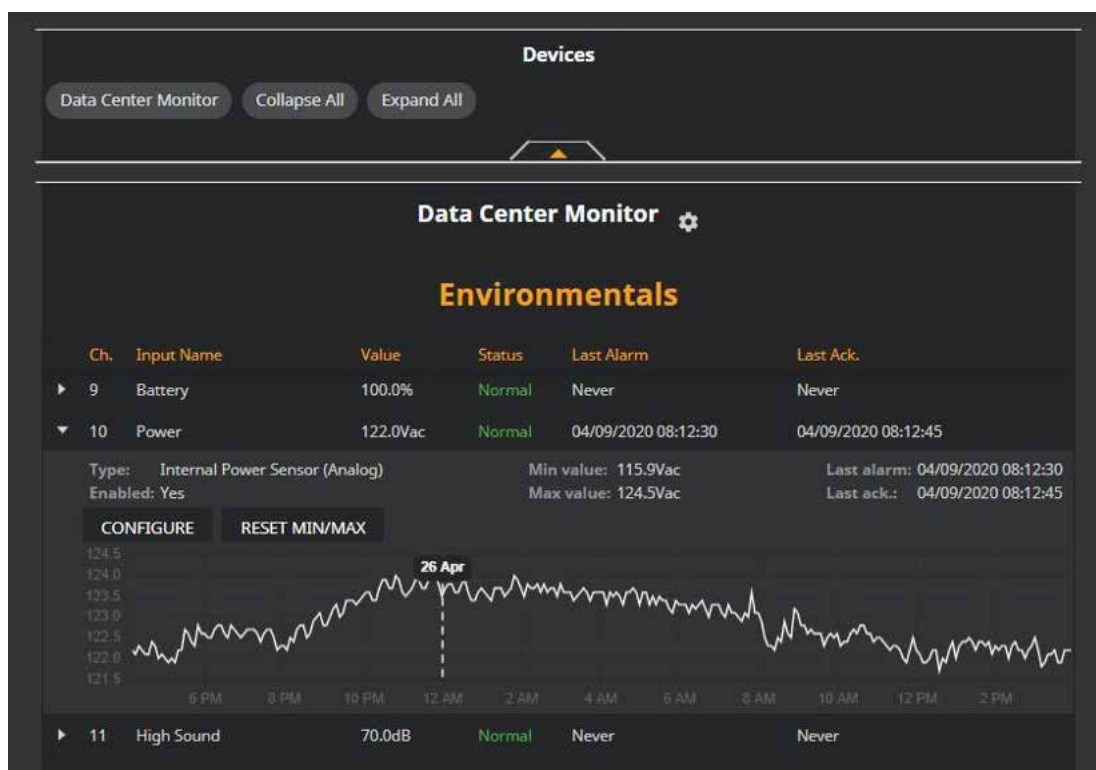 Devices
Data Center Monitor Collapse All Expand All
Data Center Monitor
Environmentals
Ch. Input Name Value Status Last Alarm Last Ack.
9 Battery 100.0% Normal Never Never
10 Power 122.0Vac Normal 04/09/2020 08:12:30 04/09/2020 08:12:45
Type: Internal Power Sensor (Analog) Min value: 115.9Vac Last alarm: 04/09/2020 08:12:30
Enabled: Yes Max value: 124.5Vac Last ack.: 04/09/2020 08:12:45
CONFIGURE RESET MIN/MAX
124.5
26 Apr
124.0
123.5
123.0
122.5
122.0
121.5
6 PM 8 PM 10 PM 12 AM 2 AM 4 AM 6 AM 8 AM 10 AM 12 PM 2 PM
11 High Sound 70.0dB Normal Never Never